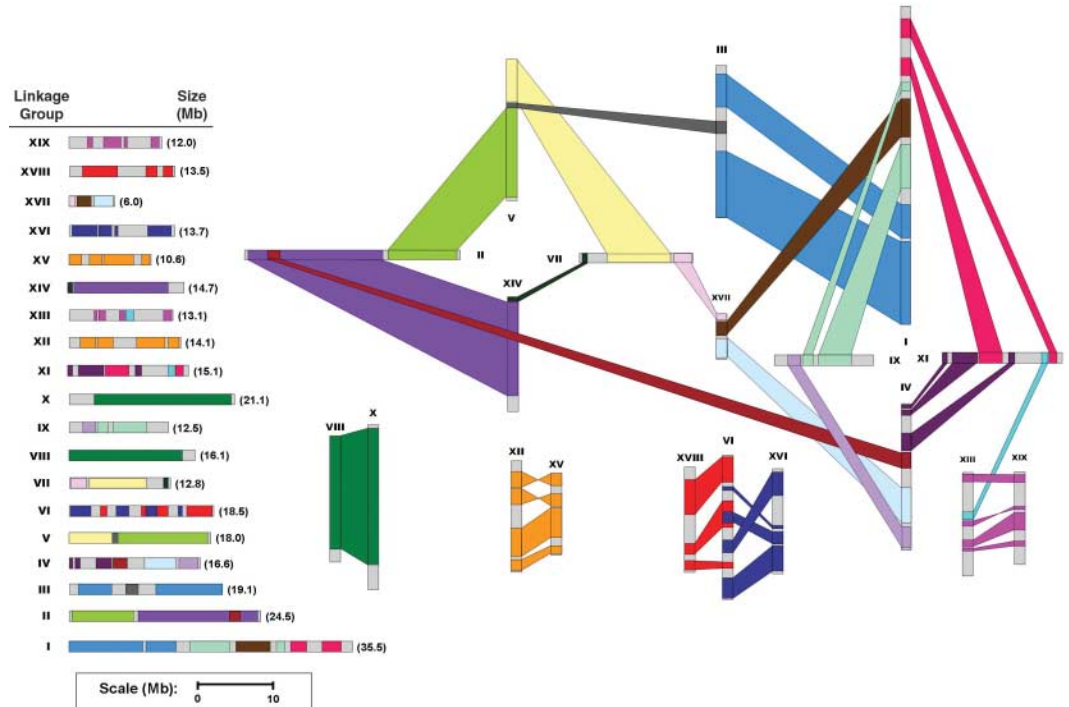 Linkage Group Size (Mb)
XIX (12.0)
XVIII (13.5)
XVII (6.0)
XVI (13.7)
XV (10.6)
XIV (14.7)
XIII (13.1)
XII (14.1)
XI (15.1)
X (21.1)
IX (12.5)
VIII (16.1)
VII (12.8)
VI (18.5)
V (18.0)
IV (16.6)
III (19.1)
II (24.5)
I (35.5)
Scale (Mb):
0 10
III
V
II
VII
XIV
XVII
I
IX XI
IV
VIII X
XII XV
XVIII VI XVI
XIII XIX